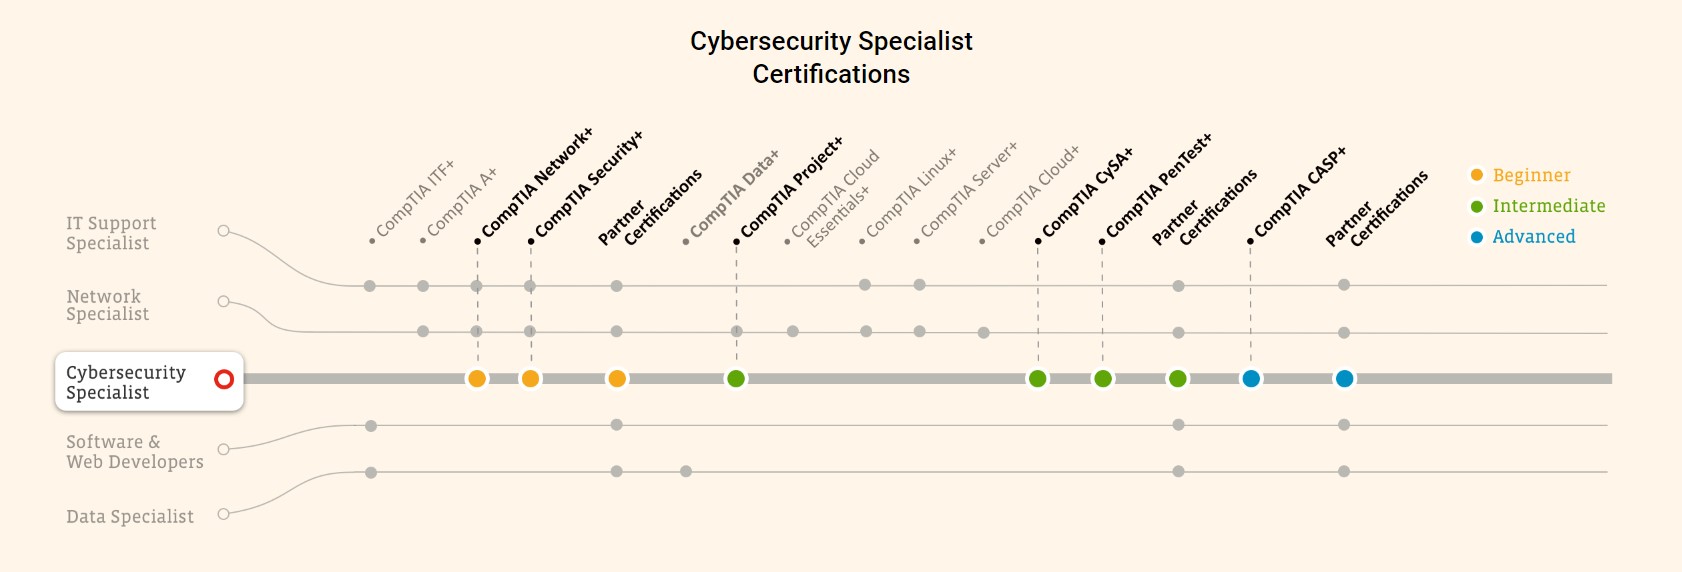 Cybersecurity Specialist
Certifications
CompTIA ITF+
CompTIA A+
CompTIA Network+
CompTIA Security+
Partner
Certifications
CompTIA Data+
CompTIA Project+
CompTIA Cloud
Essentials+
CompTIA Linux+
CompTIA Server+
CompTIA Cloud+
CompTIA CySA+
CompTIA PenTest+
Partner
Certifications
CompTIA CASP+
Partner
Certifications
Beginner
Intermediate
Advanced
IT Support
Specialist
Network
Specialist
Cybersecurity
Specialist
Software &
Web Developers
Data Specialist